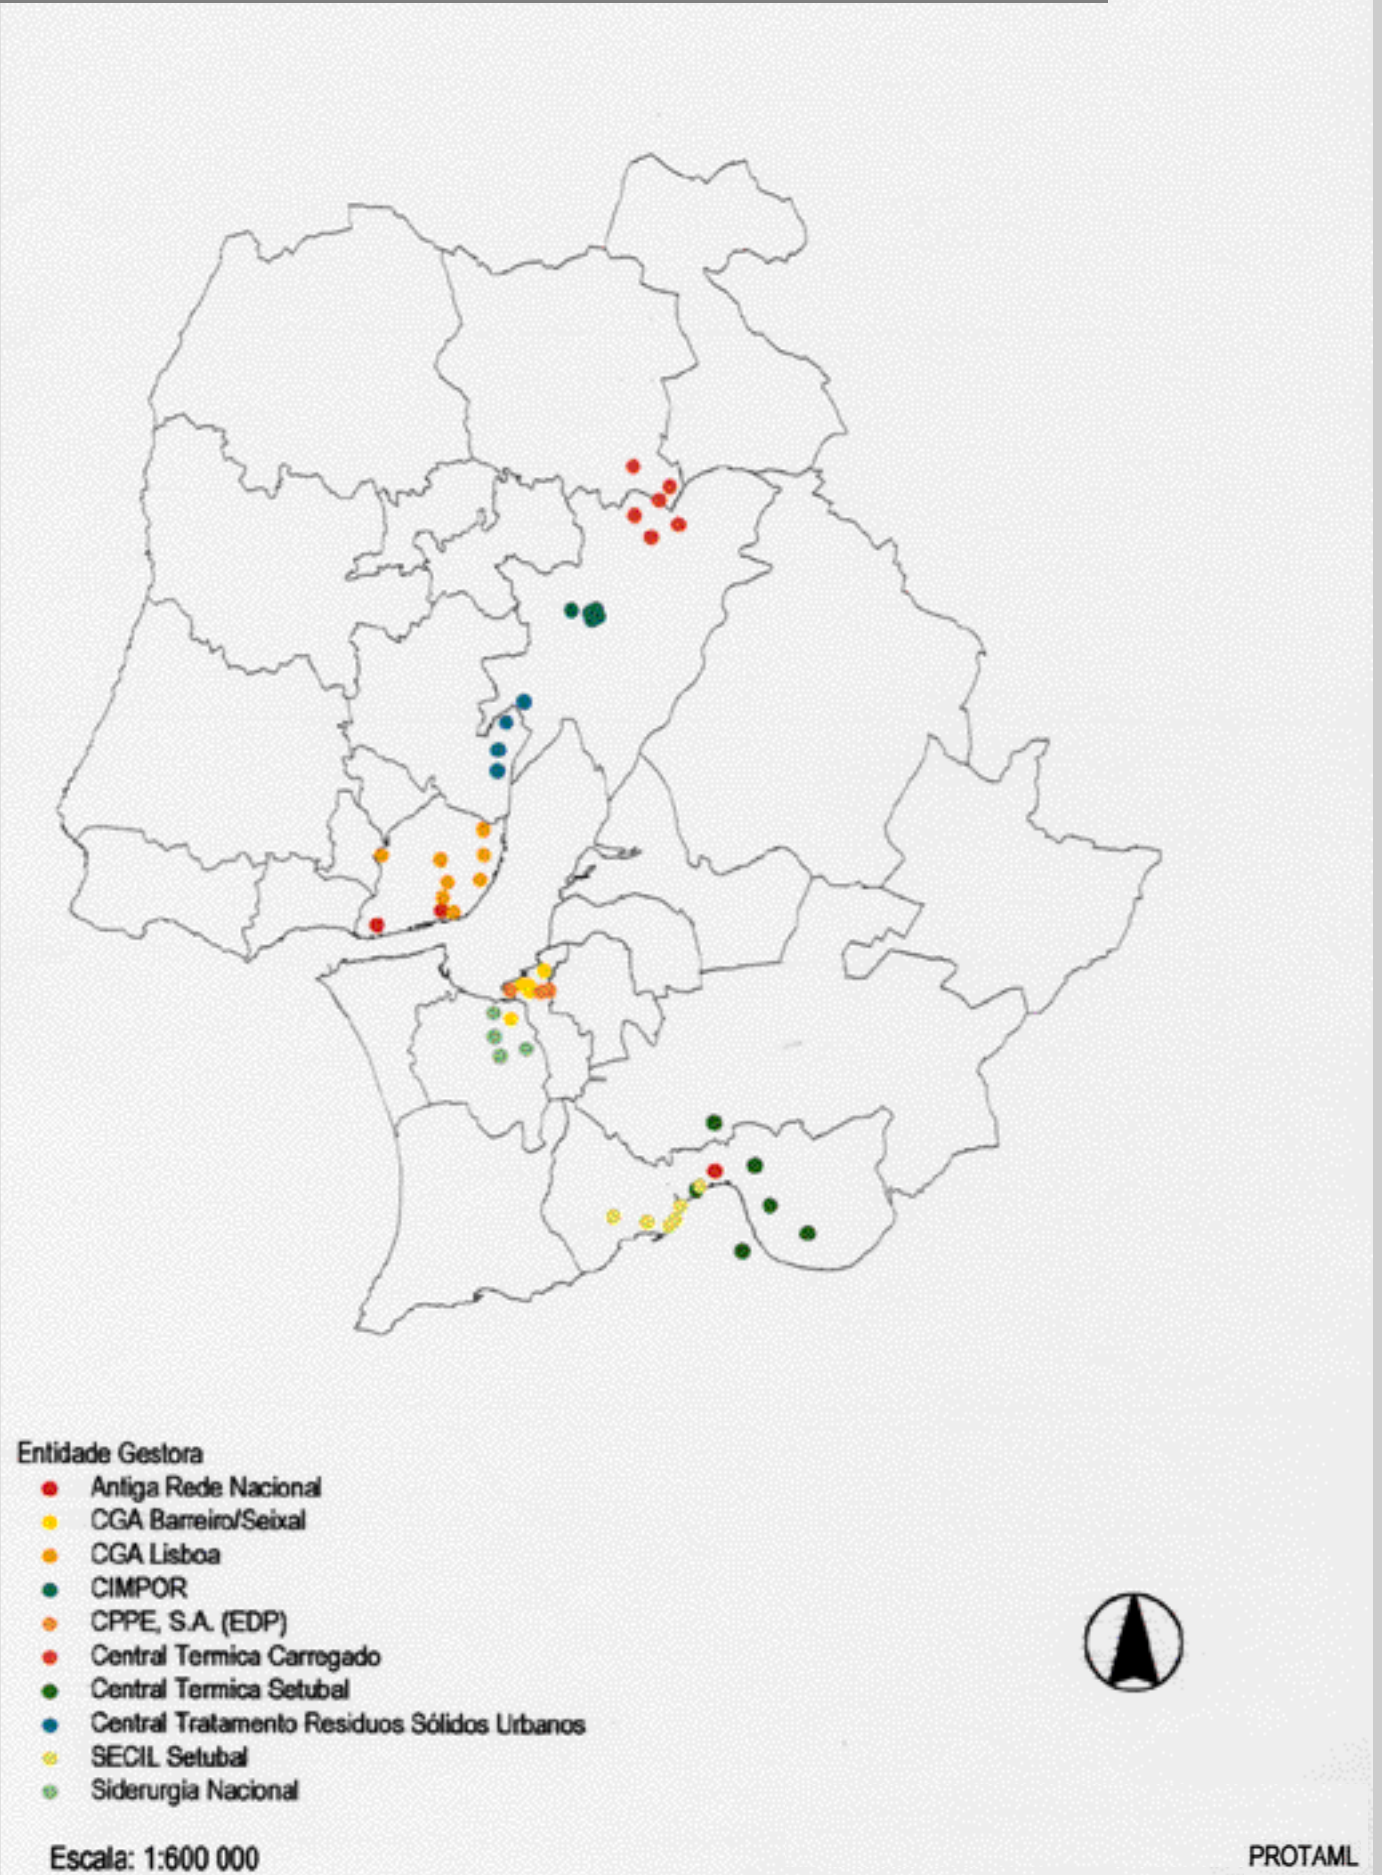 Entidade Gestora
Antiga Rede Nacional
CGA Barreiro/Seixal
CGA Lisboa
CIMPOR
CPPE, S.A. (EDP)
Central Termica Carregado
Central Termica Setubal
Central Tratamento Residuos Sólidos Urbanos
SECIL Setubal
Siderurgia Nacional
Escala: 1:600 000
PROTAML